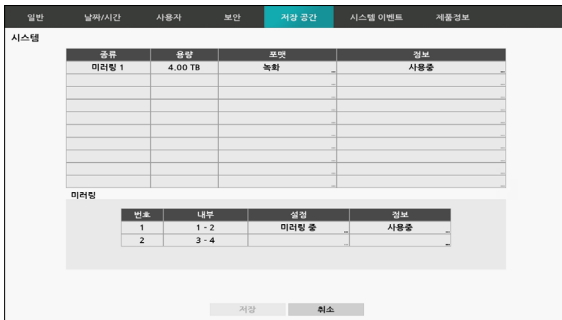 일반 날짜/시간 사용자 보안 저장 공간 시스템 이벤트 제품정보
시스템
종류 용량 포맷 정보
미러링 1 4.00 TB 녹화 사용중
미러링
번호 내부 설정 정보
1 1 - 2 미러링 중 사용중
2 3 - 4
저장 취소